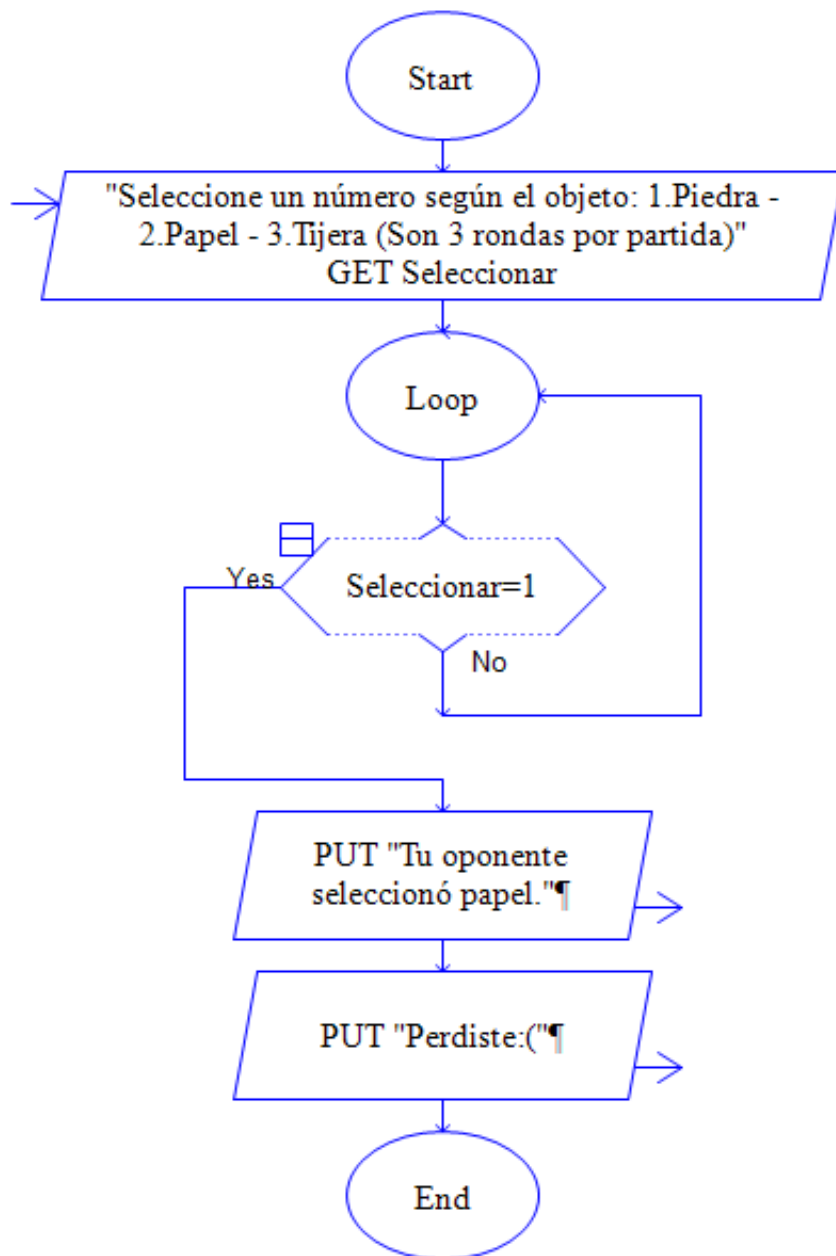 Start
"Seleccione un número según el objeto: 1.Piedra -
2.Papel - 3.Tijera (Son 3 rondas por partida)"
GET Seleccionar
Loop
Yes
Seleccionar=1
No
PUT "Tu oponente
seleccionó papel."¶
PUT "Perdiste:("¶
End